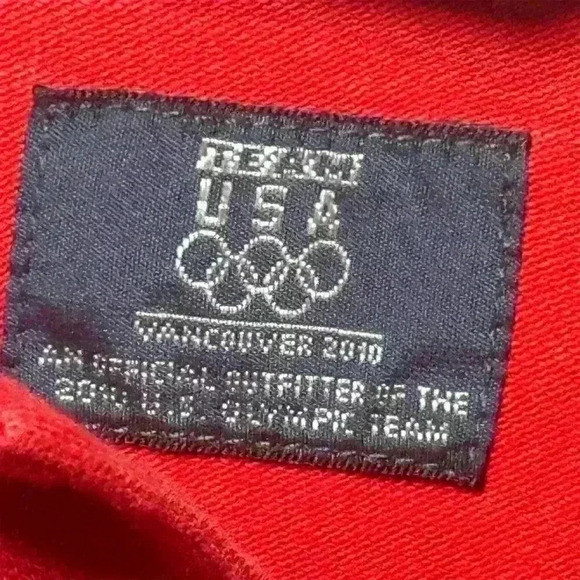 USA
VANCOUVER 2010
AN OFFICIAL OUTFITTER OF THE
2010 U.S. OLYMPIC TEAM